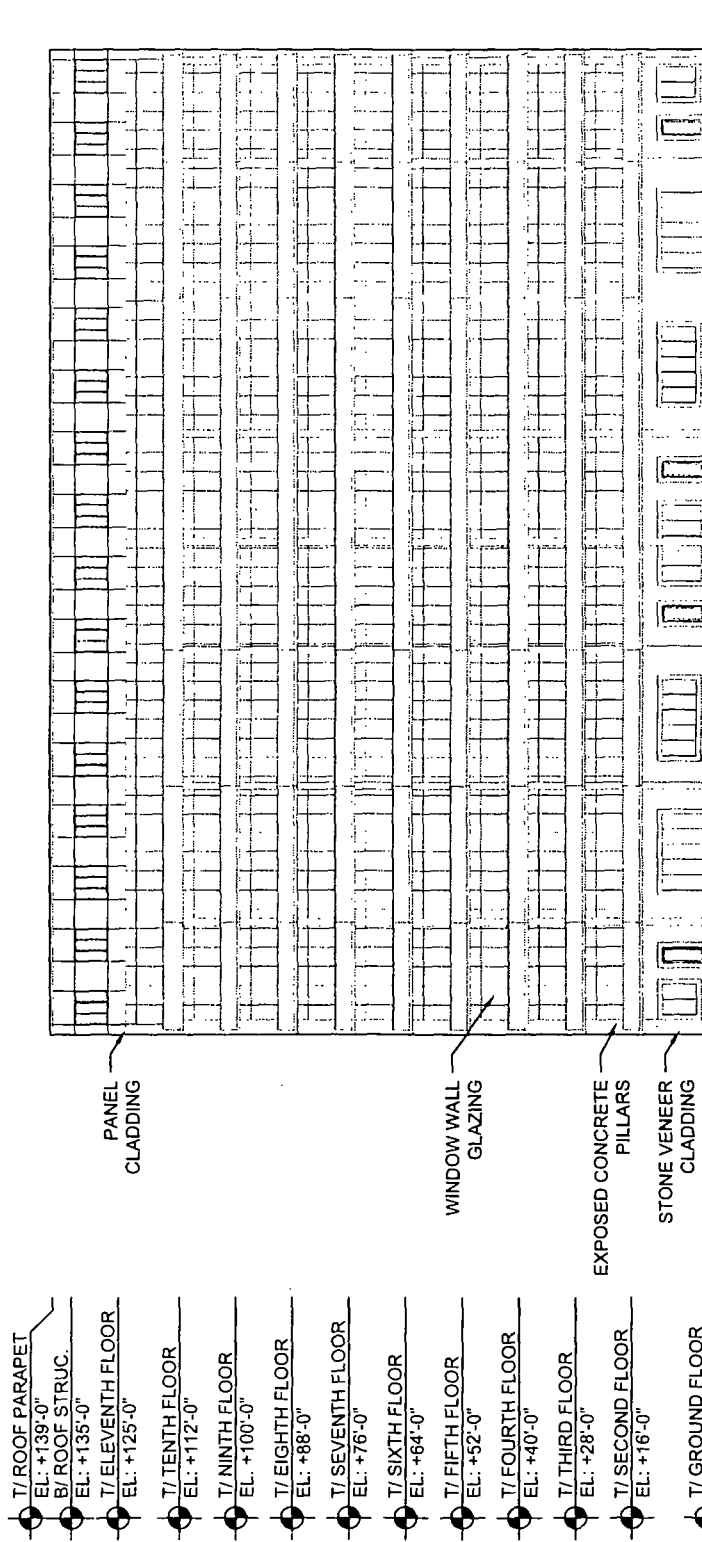 T/ ROOF PARAPET
EL: +139'-0"
B/ ROOF STRUC.
EL: +135'-0"
T/ ELEVENTH FLOOR
EL: +125'-0"
T/ TENTH FLOOR
EL: +112'-0"
T/ NINTH FLOOR
EL: +100'-0"
T/ EIGHTH FLOOR
EL: +88'-0"
T/ SEVENTH FLOOR
EL: +76'-0"
T/ SIXTH FLOOR
EL: +64'-0"
T/ FIFTH FLOOR
EL: +52'-0"
T/ FOURTH FLOOR
EL: +40'-0"
T/ THIRD FLOOR
EL: +28'-0"
T/ SECOND FLOOR
EL: +16'-0"
T/ GROUND FLOOR
PANEL
CLADDING
WINDOW WALL
GLAZING
EXPOSED CONCRETE
PILLARS
STONE VENEER
CLADDING